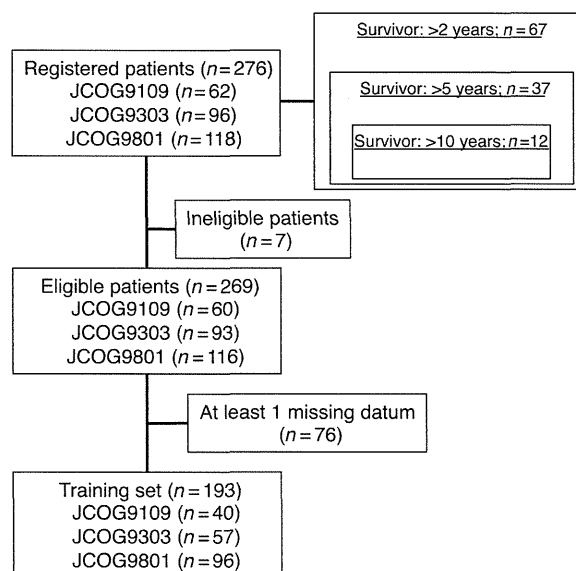 Survivor: >2 years; n=67
Registered patients (n=276)
JCOG9109 (n=62)
JCOG9303 (n=96)
JCOG9801 (n=118)
Survivor: >5 years; n=37
Survivor: >10 years; n=12
Ineligible patients
(n=7)
Eligible patients (n=269)
JCOG9109 (n=60)
JCOG9303 (n=93)
JCOG9801 (n=116)
At least 1 missing datum
(n=76)
Training set (n=193)
JCOG9109 (n=40)
JCOG9303 (n=57)
JCOG9801 (n=96)